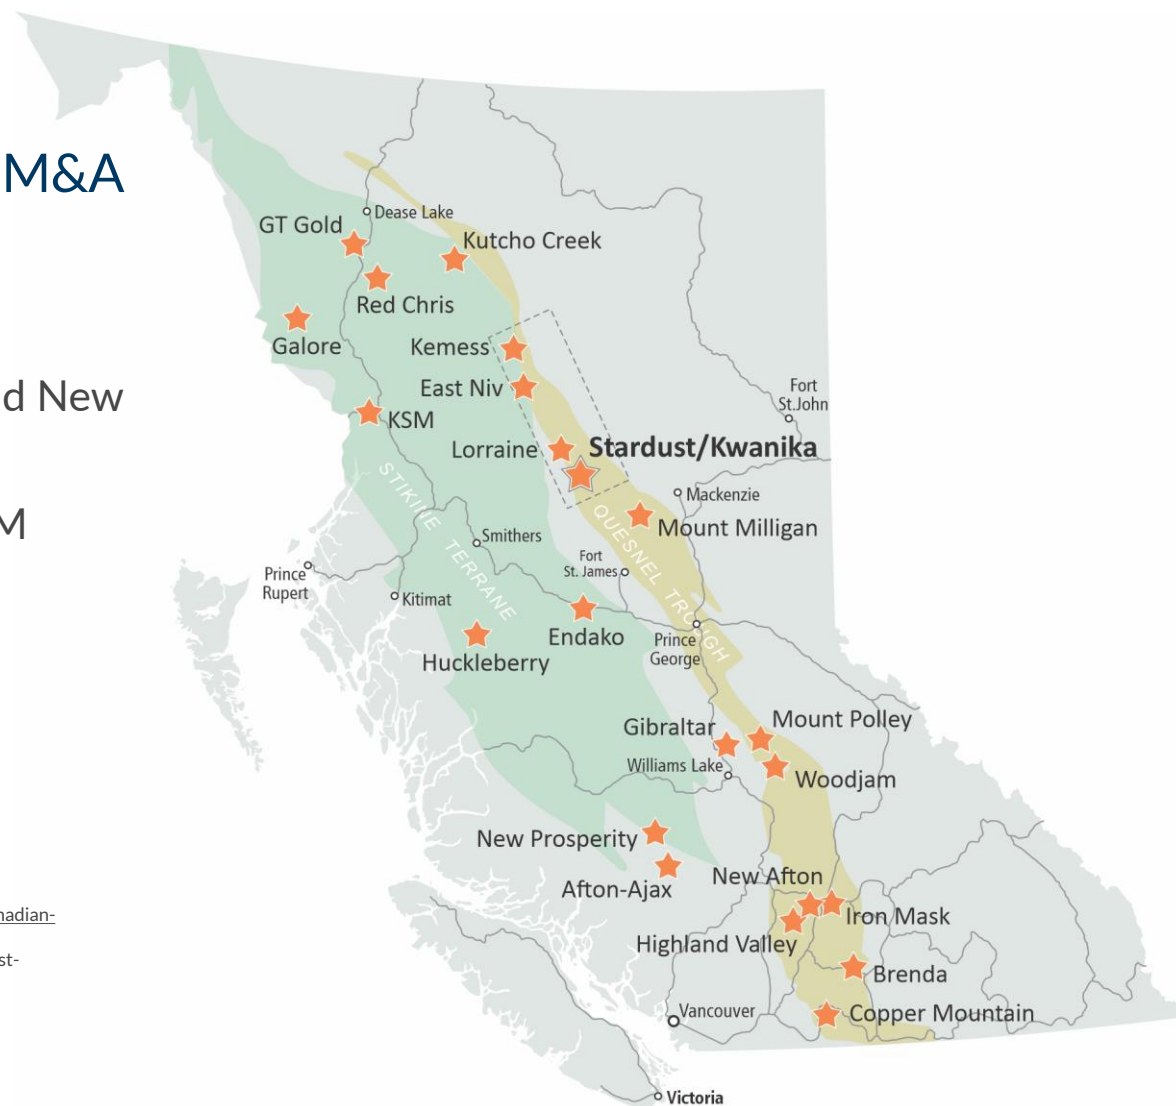 M&A
Dease Lake
GT Gold
Kutcho Creek
Red Chris
Galore
Kemess
d New
East Niv
Fort
St.John
KSM
Lorraine
Stardust/Kwanika
STIKINE TERRANE
Mackenzie
QUESNEL TROUGH
M
Mount Milligan
Smithers
Fort
St. James
Prince
Rupert
Kitimat
Endako
Prince
George
Huckleberry
Gibraltar
Mount Polley
Williams Lake
Woodjam
New Prosperity
Afton-Ajax
New Afton
nadian-
Iron Mask
Highland Valley
st-
Brenda
Vancouver
Copper Mountain
Victoria